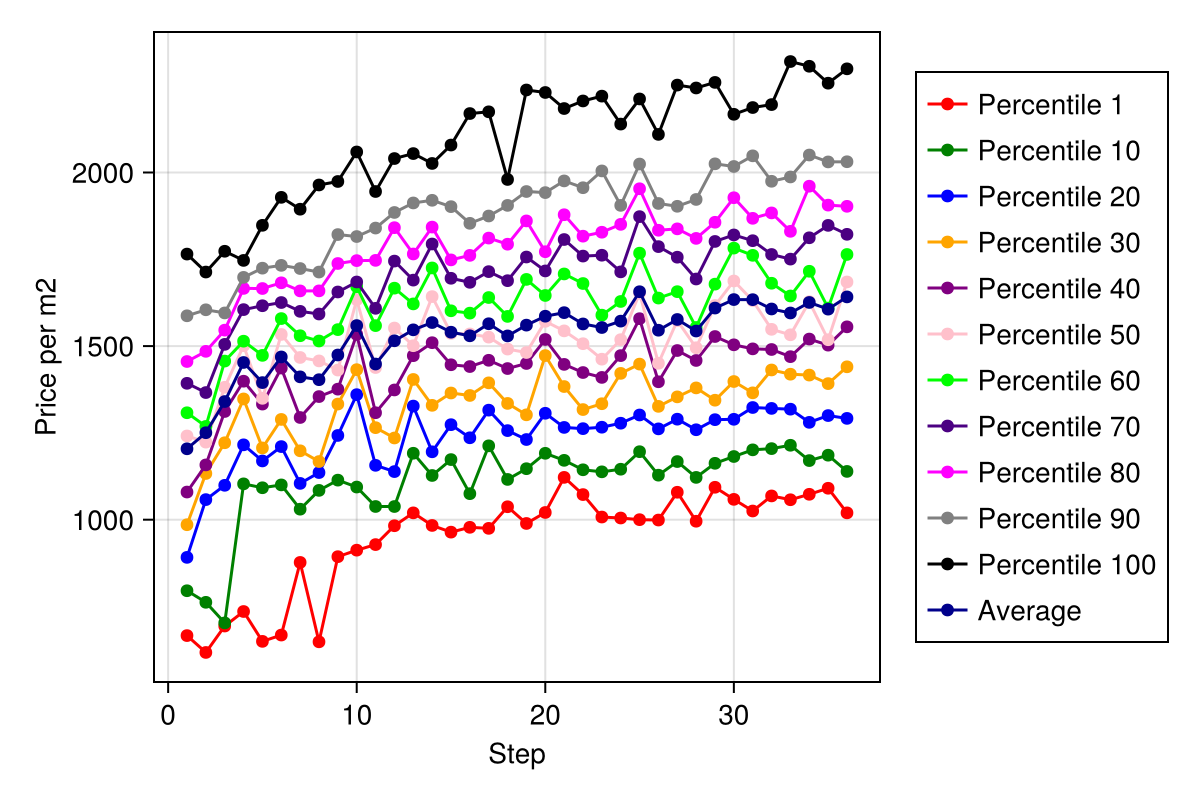 Price per m2
2000
1500
1000
0 10 20 30
Step
Percentile 1
Percentile 10
Percentile 20
Percentile 30
Percentile 40
Percentile 50
Percentile 60
Percentile 70
Percentile 80
Percentile 90
Percentile 100
Average